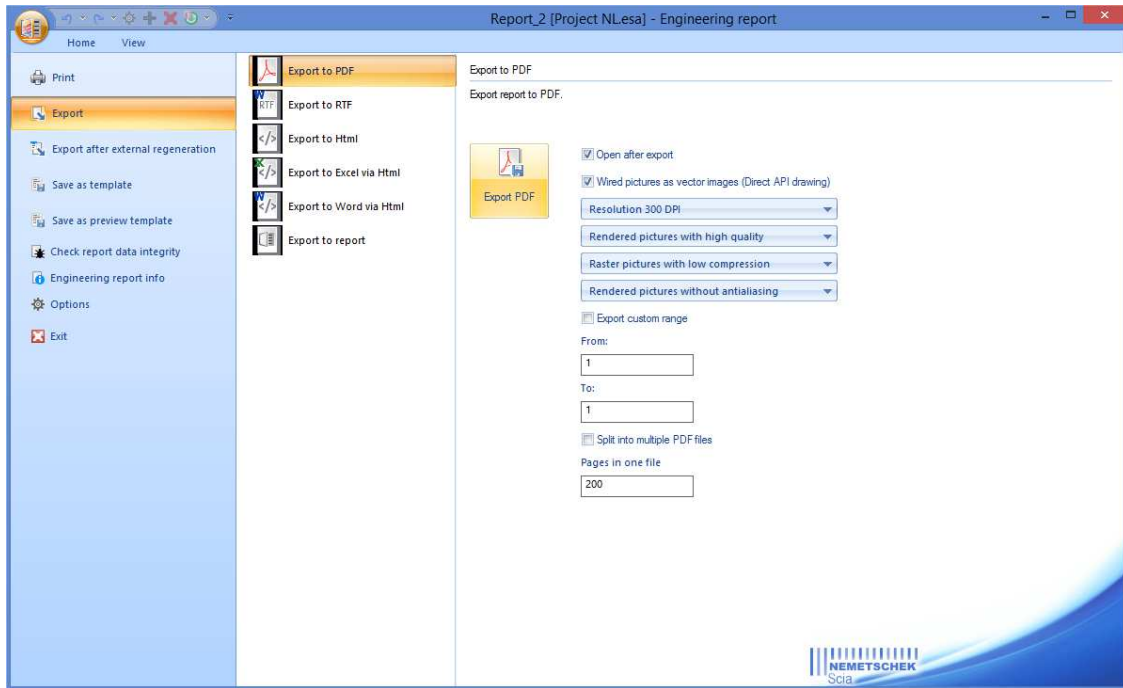 Report_2 [Project NL.esa] - Engineering report
Home View
Print
Export
Export after external regeneration
Save as template
Save as preview template
Check report data integrity
Engineering report info
Options
Exit
Export to PDF
RTF Export to RTF
Export to Html
Export to Excel via Html
Export to Word via Html
Export to report
Export to PDF
Export report to PDF.
Export PDF
Open after export
Wired pictures as vector images (Direct API drawing)
Resolution 300 DPI
Rendered pictures with high quality
Raster pictures with low compression
Rendered pictures without antialiasing
Export custom range
From:
1
To:
1
Split into multiple PDF files
Pages in one file
200
NEMETSCHEK
Scia